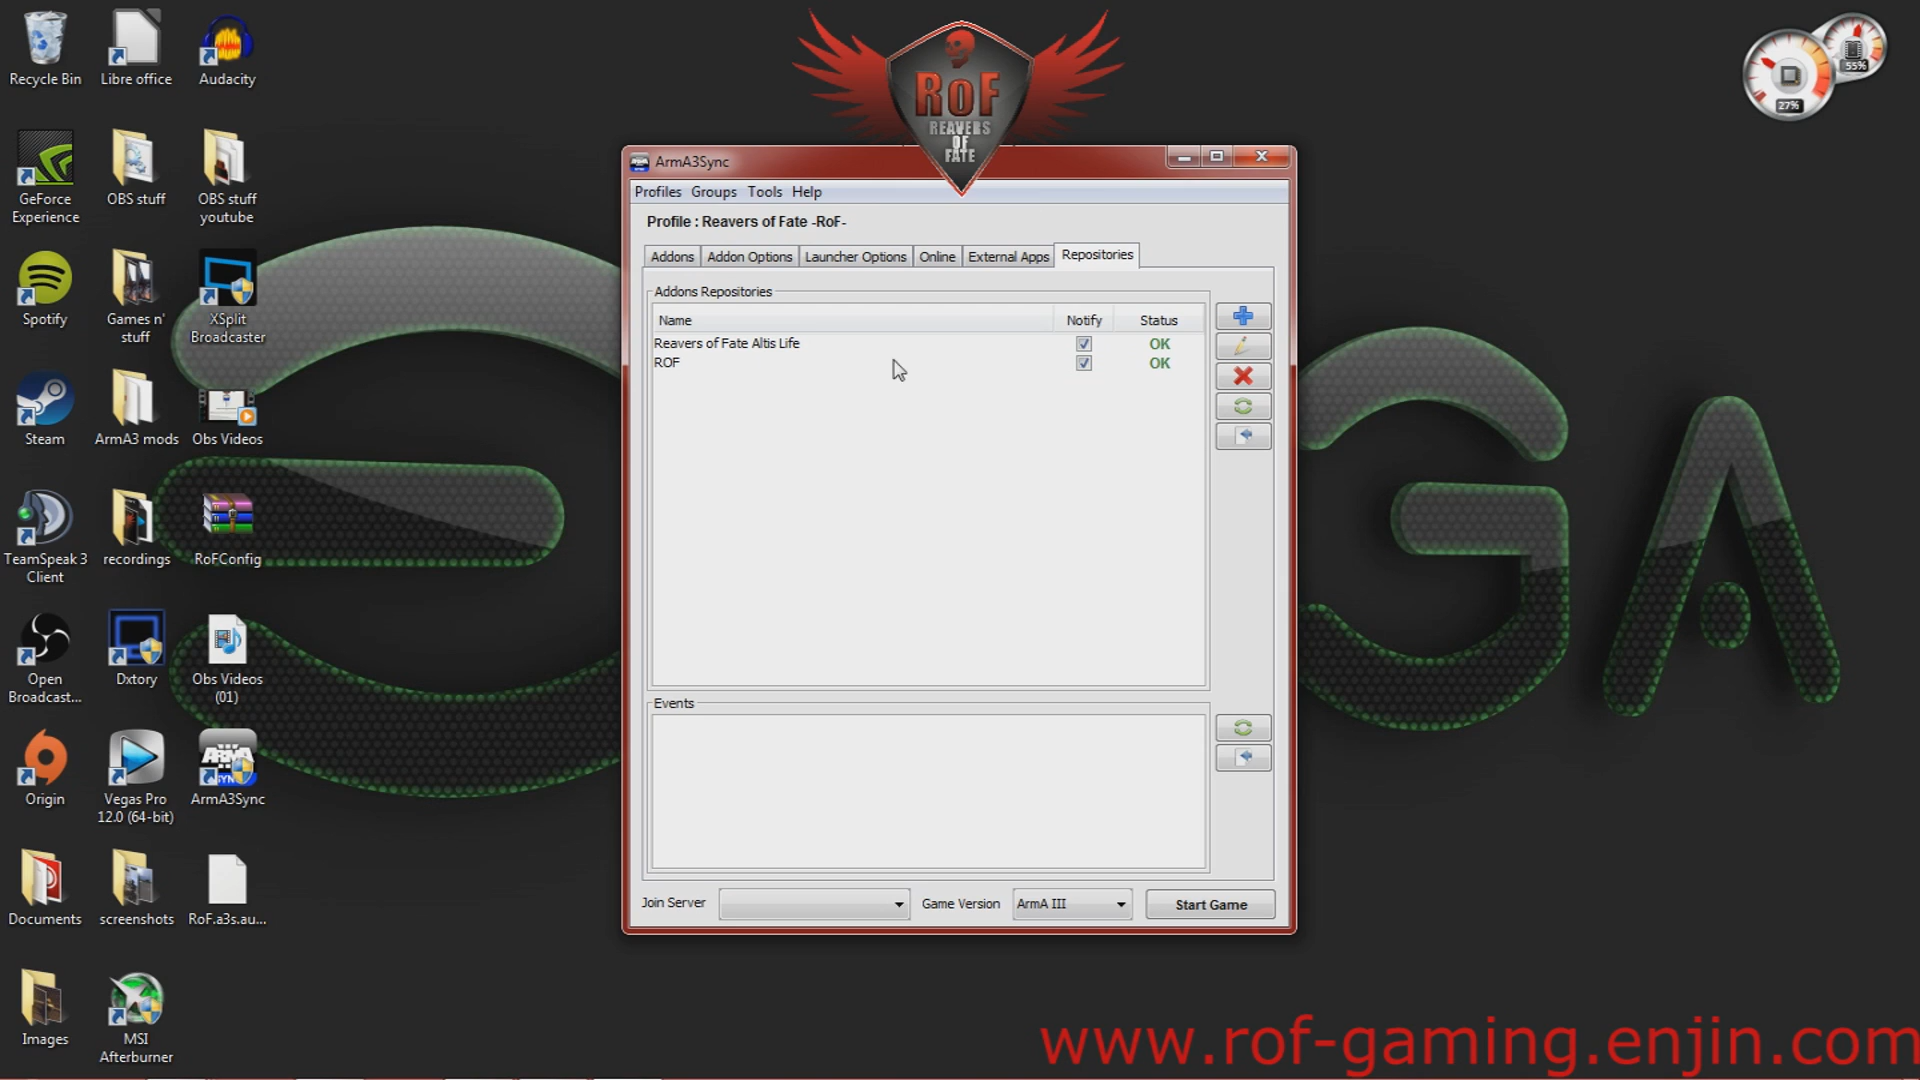 Recycle Bin
Libre office
Audacity
GeForce
Experience
OBS stuff
OBS stuff
youtube
Spotify
Games n'
stuff
XSplit
Broadcaster
Steam
ArmA3 mods
Obs Videos
TeamSpeak 3
Client
recordings
RoFConfig
Open
Broadcast...
Dxtory
Obs Videos
(01)
Origin
Vegas Pro
12.0 (64-bit)
ARMA
ArmA3Sync
Documents
screenshots
RoF.a3s.au...
Images
MSI
Afterburner
RoF
REAVERS
OF
FATE
27%
55%
ArmA3Sync
Profiles Groups Tools Help
Profile : Reavers of Fate -RoF-
Addons Addon Options Launcher Options Online External Apps Repositories
Addons Repositories
Name Notify Status
Reavers of Fate Altis Life OK
ROF OK
Events
Join Server Game Version ArmA III Start Game
GA
www.rof-gaming.enjin.com